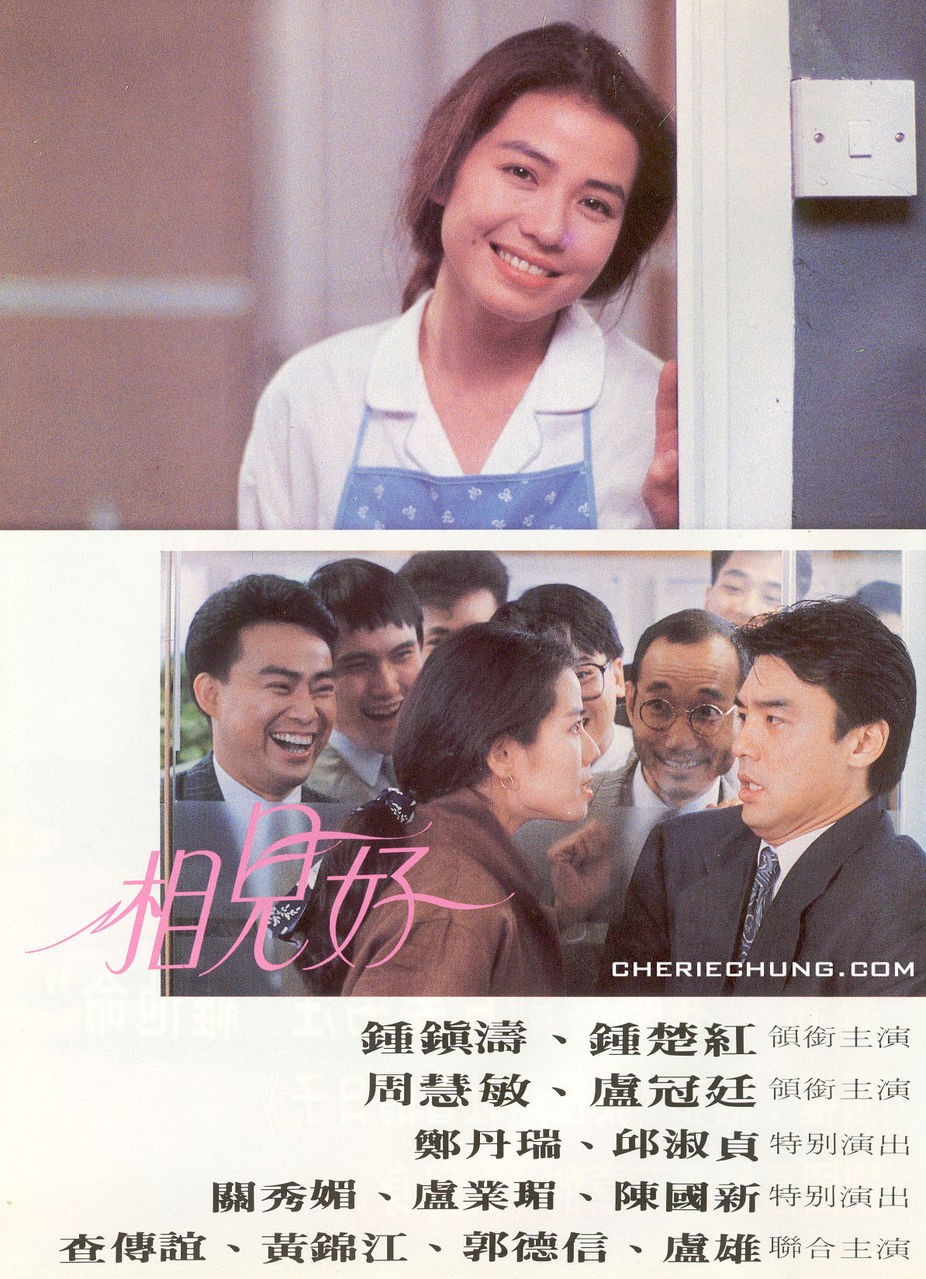 相見好
CHERIECHUNG.COM
鍾鎮濤、鍾楚紅 領銜主演
周慧敏、盧冠廷 領銜主演
鄭丹瑞、邱淑貞 特别演出
關秀媚、盧業瑂、陳國新 特别演出
查傳誼、黃錦江、郭德信、盧雄 聯合主演